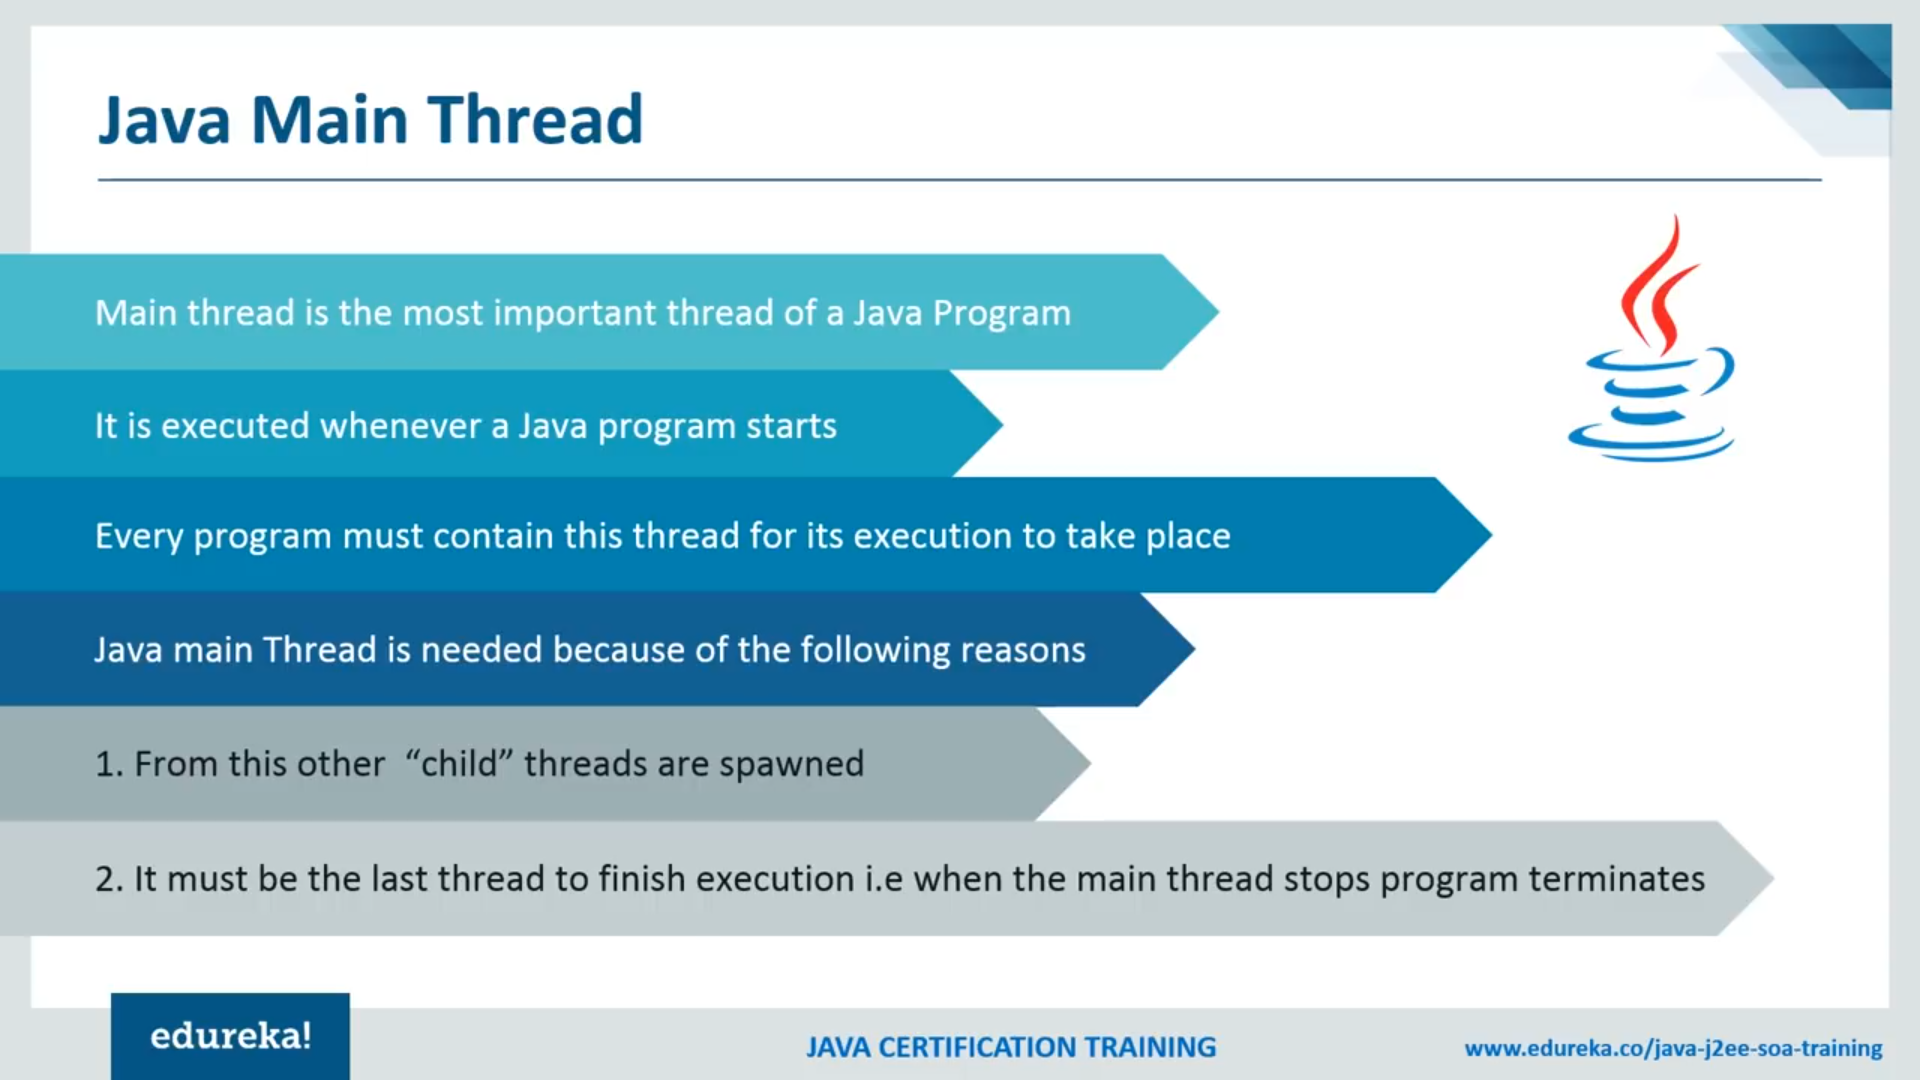 Java Main Thread
Main thread is the most important thread of a Java Program
It is executed whenever a Java program starts
Every program must contain this thread for its execution to take place
Java main Thread is needed because of the following reasons
1. From this other “child” threads are spawned
2. It must be the last thread to finish execution i.e when the main thread stops program terminates
edureka!
JAVA CERTIFICATION TRAINING
www.edureka.co/java-j2ee-soa-training